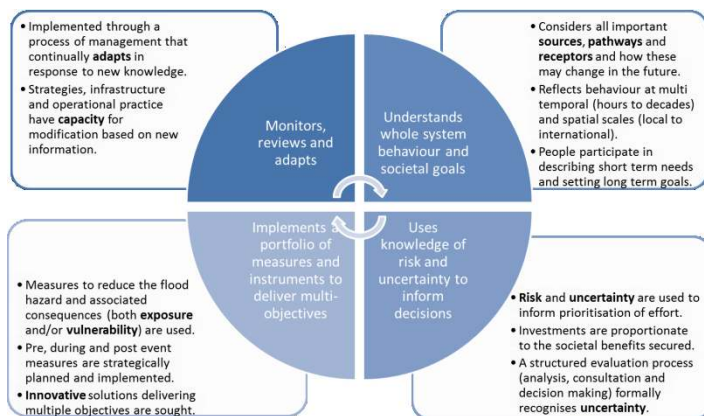 • Implemented through a
process of management that
continually adapts in
response to new knowledge.
• Strategies, infrastructure
and operational practice
have capacity for
modification based on new
information.
Monitors,
reviews and
adapts
Understands
whole system
behaviour and
societal goals
• Considers all important
sources, pathways and
receptors and how these
may change in the future.
• Reflects behaviour at multi
temporal (hours to decades)
and spatial scales (local to
international).
• People participate in
describing short term needs
and setting long term goals.
• Measures to reduce the flood
hazard and associated
consequences (both exposure
and/or vulnerability) are used.
• Pre, during and post event
measures are strategically
planned and implemented.
• Innovative solutions delivering
multiple objectives are sought.
Implements a
portfolio of
measures and
instruments to
deliver multi-
objectives
Uses
knowledge of
risk and
uncertainty to
inform
decisions
• Risk and uncertainty are used to
inform prioritisation of effort.
• Investments are proportionate
to the societal benefits secured.
• A structured evaluation process
(analysis, consultation and
decision making) formally
recognises uncertainty.